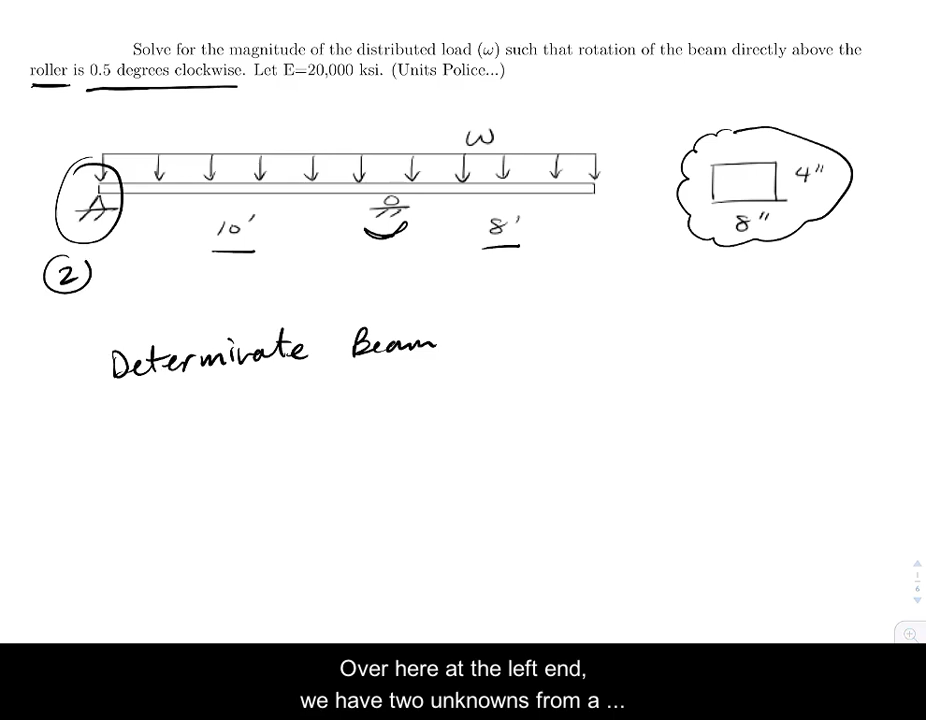 Solve for the magnitude of the distributed load (ω) such that rotation of the beam directly above the
roller is 0.5 degrees clockwise. Let E=20,000 ksi. (Units Police...)
ω
4"
10'
8'
8"
2
Determinate Beam
1
6
Over here at the left end,
we have two unknowns from a ...